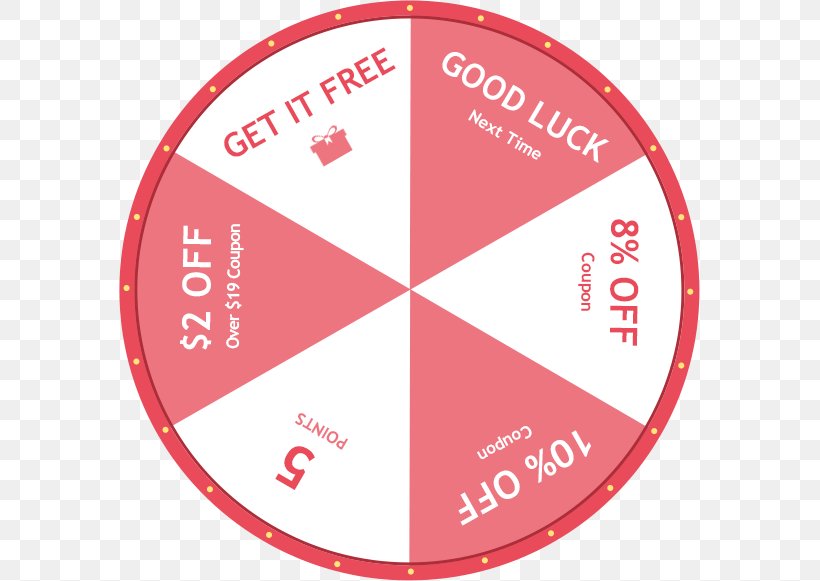 GET IT FREE
GOOD LUCK
Next Time
8% OFF
Coupon
10% OFF
Coupon
5
POINTS
$2 OFF
Over $19 Coupon